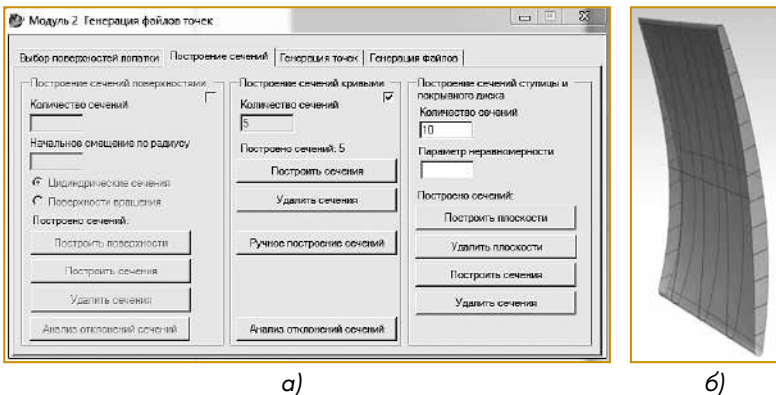 Модуль 2 Генерация файлов точек
Выбор поверхностей лопатки
Построение сечений
Генерация точек
Генерация файлов
Построение сечений поверхностями
Количество сечений
Начальное смещение по радиусу
Цилиндрические сечения
Поверхности вращения
Построено сечений:
Построить поверхности
Построить сечения
Удалить сечения
Анализ отклонений сечений
Построение сечений кривыми
Количество сечений
5
Построено сечений: 5
Построить сечения
Удалить сечения
Ручное построение сечений
Анализ отклонений сечений
Построение сечений ступицы и
покрывного диска
Количество сечений
10
Параметр неравномерности
Построено сечений:
Построить плоскости
Удалить плоскости
Построить сечения
Удалить сечения
а)
б)